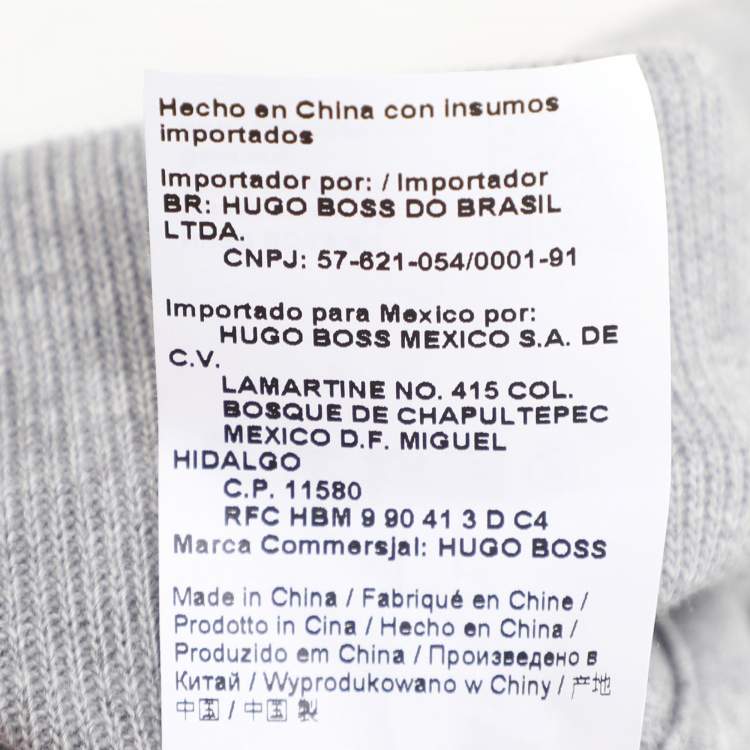 Hecho en China con insumos
importados
Importador por: / Importador
BR: HUGO BOSS DO BRASIL
LTDA.
CNPJ: 57-621-054/0001-91
Importado para Mexico por:
HUGO BOSS MEXICO S.A. DE
C.V.
LAMARTINE NO. 415 COL.
BOSQUE DE CHAPULTEPEC
MEXICO D.F. MIGUEL
HIDALGO
C.P. 11580
RFC HBM 9 90 41 3 D C4
Marca Commersjal: HUGO BOSS
Made in China / Fabriqué en Chine /
Prodotto in Cina / Hecho en China /
Produzido em China / Произведено в
Китай / Wyprodukowano w Chiny / 产地
中国 / 中国 製